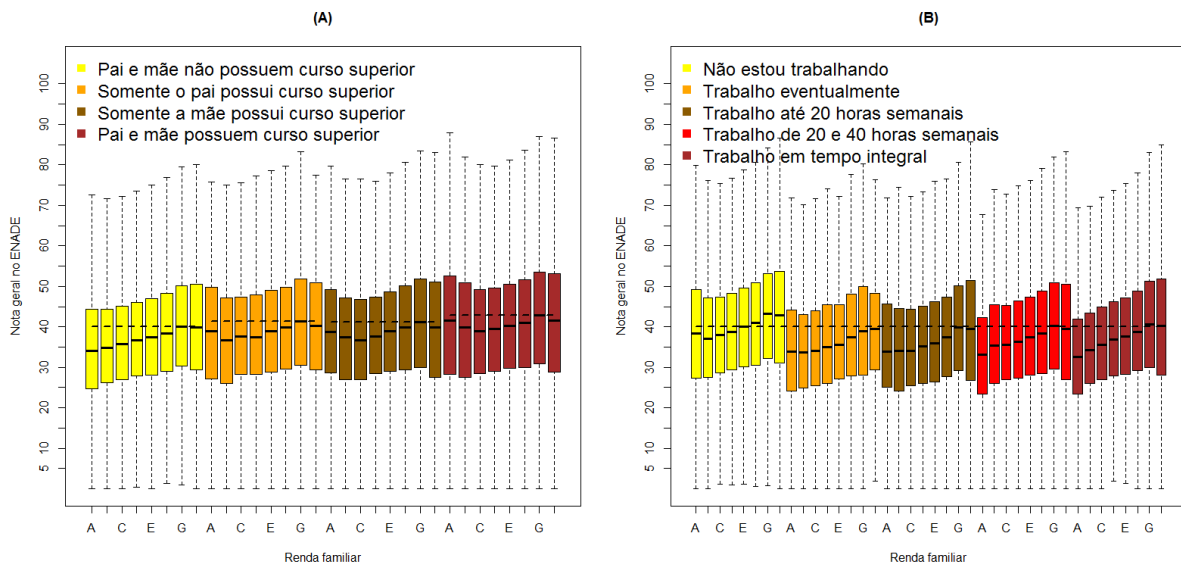 (A)
Pai e mãe não possuem curso superior
Somente o pai possui curso superior
Somente a mãe possui curso superior
Pai e mãe possuem curso superior
Nota geral no ENADE
100
90
80
70
60
50
40
30
20
10
5
A C E G A C E G A C E G A C E G
Renda familiar
(B)
Não estou trabalhando
Trabalho eventualmente
Trabalho até 20 horas semanais
Trabalho de 20 e 40 horas semanais
Trabalho em tempo integral
Nota geral no ENADE
100
90
80
70
60
50
40
30
20
10
5
A C E G A C E G A C E G A C E G A C E G
Renda familiar